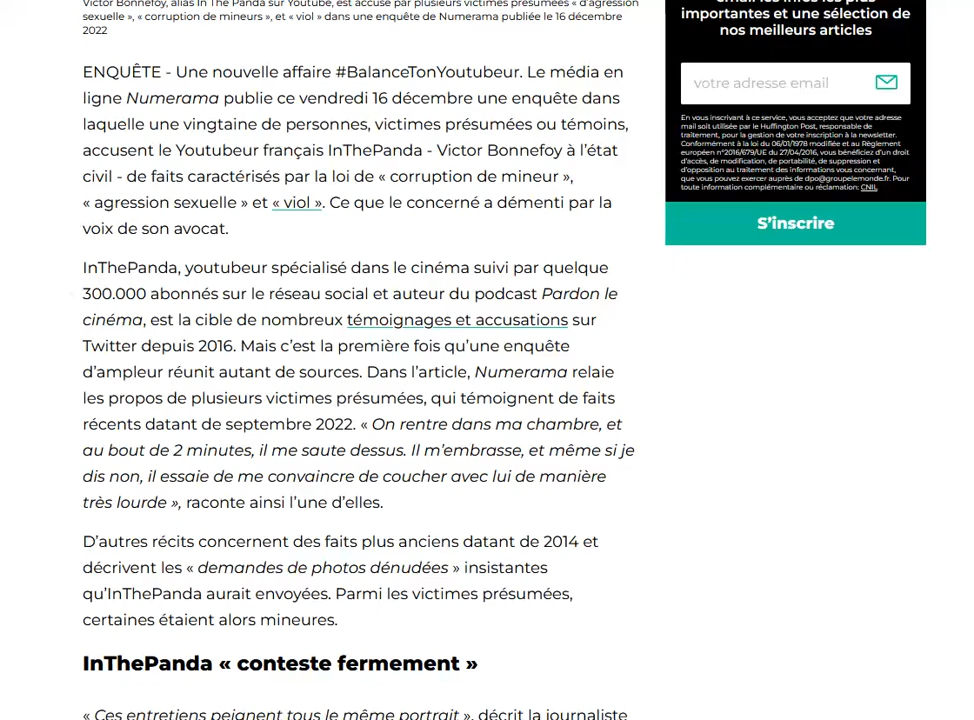 Victor Bonnefoy, alias In The Panda sur Youtube, est accusé par plusieurs victimes présumées « d'agression
sexuelle », « corruption de mineurs », et « viol » dans une enquête de Numerama publiée le 16 décembre
2022
ENQUÊTE - Une nouvelle affaire #BalanceTonYoutubeur. Le média en
ligne Numerama publie ce vendredi 16 décembre une enquête dans
laquelle une vingtaine de personnes, victimes présumées ou témoins,
accusent le Youtubeur français InThePanda - Victor Bonnefoy à l'état
civil - de faits caractérisés par la loi de « corruption de mineur »,
« agression sexuelle » et « viol ». Ce que le concerné a démenti par la
voix de son avocat.
InThePanda, youtubeur spécialisé dans le cinéma suivi par quelque
300.000 abonnés sur le réseau social et auteur du podcast Pardon le
cinéma, est la cible de nombreux témoignages et accusations sur
Twitter depuis 2016. Mais c'est la première fois qu'une enquête
d'ampleur réunit autant de sources. Dans l'article, Numerama relaie
les propos de plusieurs victimes présumées, qui témoignent de faits
récents datant de septembre 2022. « On rentre dans ma chambre, et
au bout de 2 minutes, il me saute dessus. Il m'embrasse, et même si je
dis non, il essaie de me convaincre de coucher avec lui de manière
très lourde », raconte ainsi l'une d'elles.
D'autres récits concernent des faits plus anciens datant de 2014 et
décrivent les « demandes de photos dénudées » insistantes
qu'InThePanda aurait envoyées. Parmi les victimes présumées,
certaines étaient alors mineures.
InThePanda « conteste fermement »
« Ces entretiens peignent tous le même portrait », décrit la journaliste
email les infos les plus
importantes et une sélection de
nos meilleurs articles
votre adresse email
En vous inscrivant à ce service, vous acceptez que votre adresse
mail soit utilisée par le Huffington Post, responsable de
traitement, pour la gestion de votre inscription à la newsletter.
Conformément à la loi du 06/01/1978 modifiée et au Règlement
européen n°2016/679/UE du 27/04/2016, vous bénéficiez d'un droit
d'accès, de modification, de portabilité, de suppression et
d'opposition au traitement des informations vous concernant,
que vous pouvez exercer auprès de dpo@groupelemonde.fr. Pour
toute information complémentaire ou réclamation: CNIL
S'inscrire